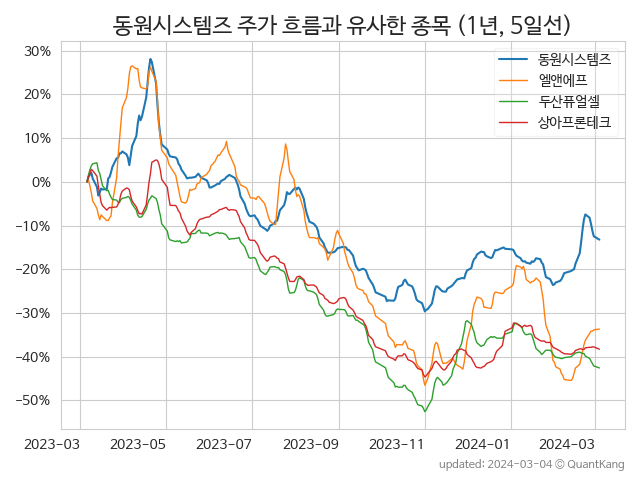 동원시스템즈 주가 흐름과 유사한 종목 (1년, 5일선)
동원시스템즈
엘앤에프
두산퓨얼셀
상아프론테크
30%
20%
10%
0%
−10%
−20%
−30%
−40%
−50%
2023−03 2023−05 2023−07 2023−09 2023−11 2024−01 2024−03
updated: 2024-03-04 © QuantKang